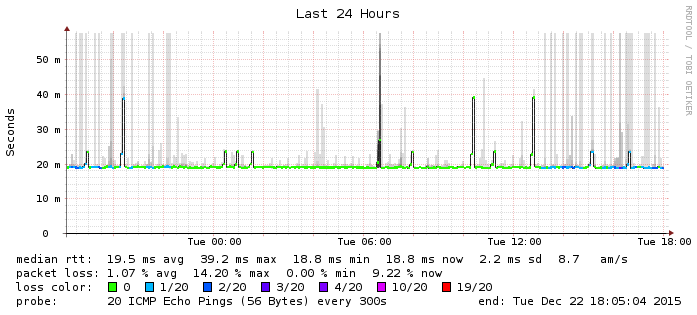 Last 24 Hours
RRDTOOL / TOBI OETIKER
Seconds
50 m
40 m
30 m
20 m
10 m
0
Tue 00:00 Tue 06:00 Tue 12:00 Tue 18:00
median rtt: 19.5 ms avg 39.2 ms max 18.8 ms min 18.8 ms now 2.2 ms sd 8.7 am/s
packet loss: 1.07 % avg 14.20 % max 0.00 % min 9.22 % now
loss color: 0 1/20 2/20 3/20 4/20 10/20 19/20
probe: 20 ICMP Echo Pings (56 Bytes) every 300s end: Tue Dec 22 18:05:04 2015